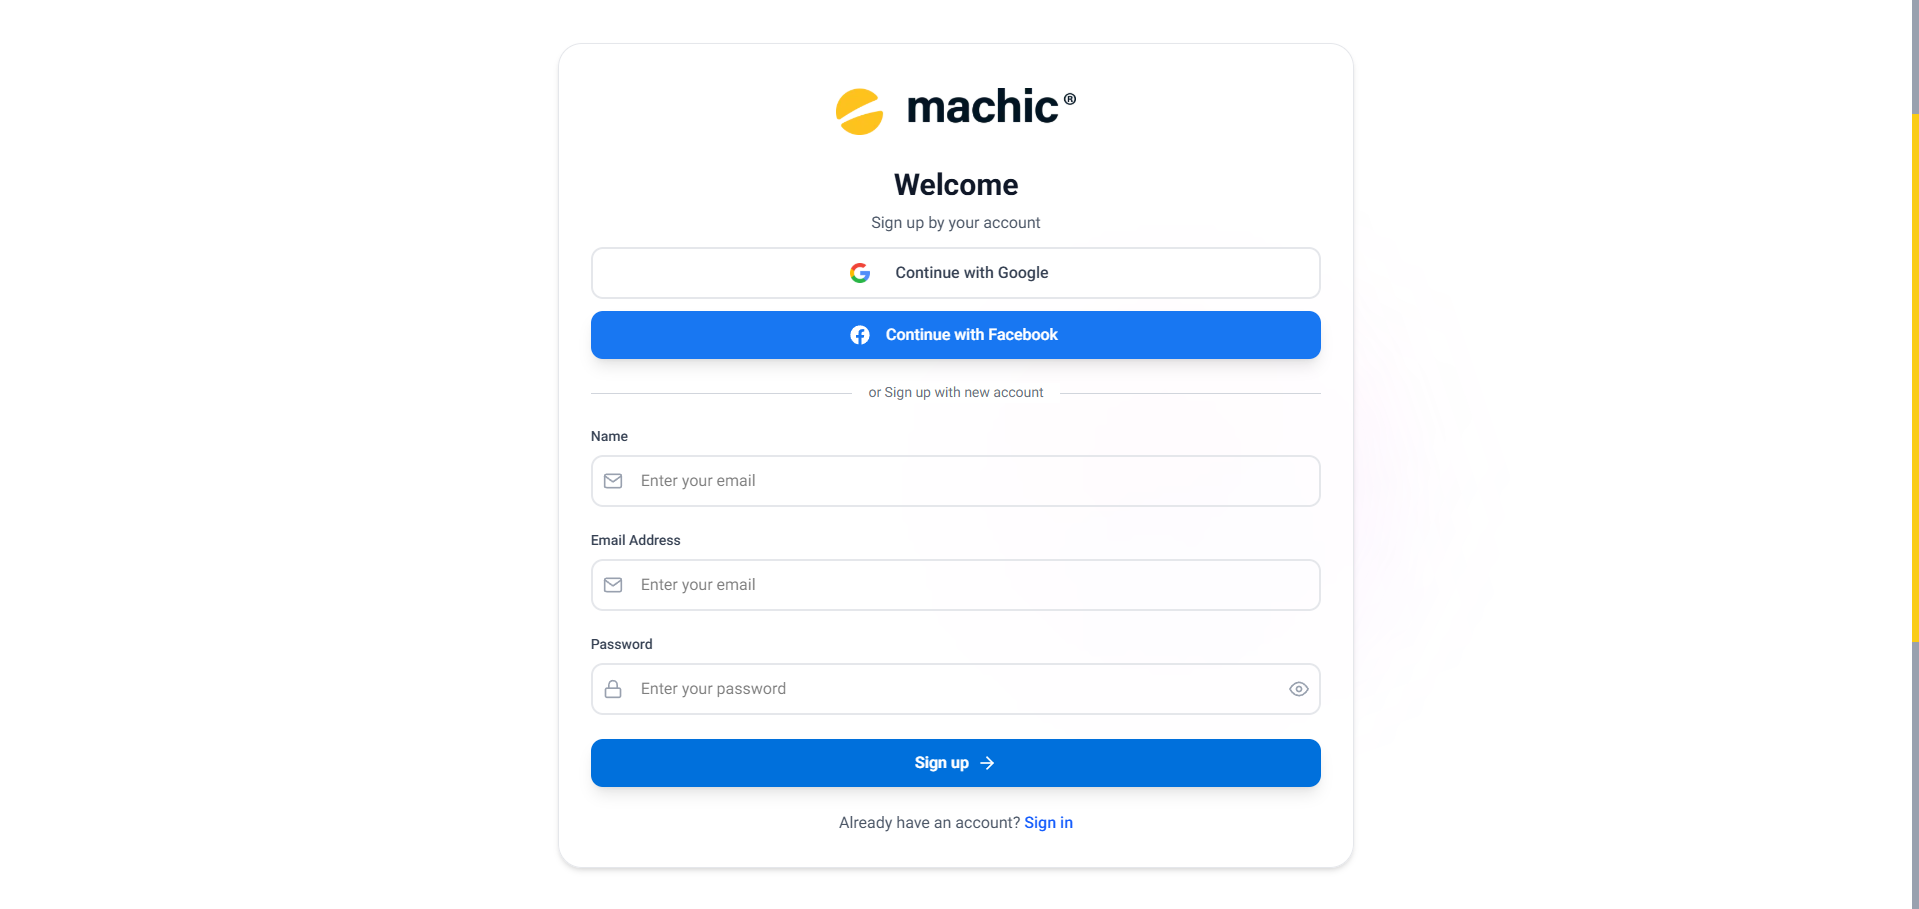 machic®
Welcome
Sign up by your account
Continue with Google
Continue with Facebook
or Sign up with new account
Name
Enter your email
Email Address
Enter your email
Password
Enter your password
Sign up
Already have an account? Sign in